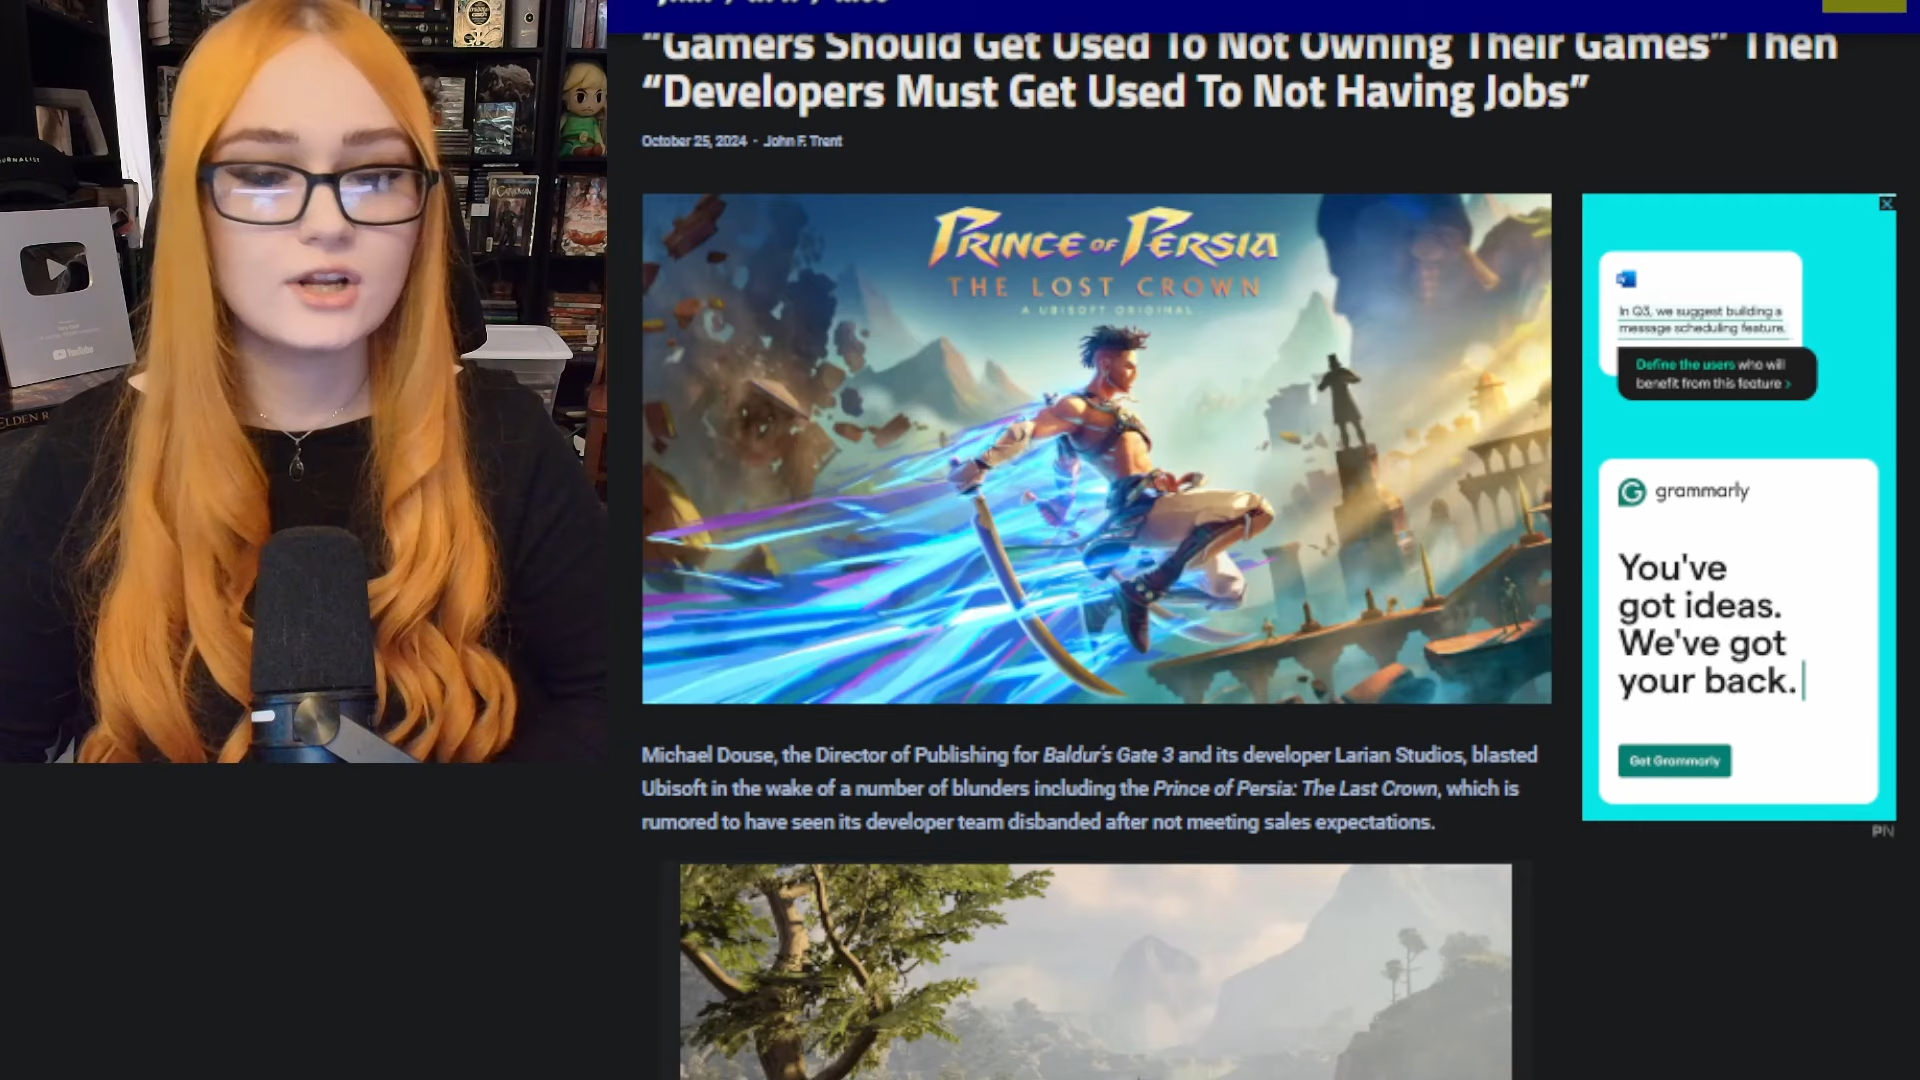 “Gamers Should Get Used To Not Owning Their Games” Then
“Developers Must Get Used To Not Having Jobs”
October 25, 2024 - John F. Trent
PRINCE OF PERSIA
THE LOST CROWN
A UBISOFT ORIGINAL
Michael Douse, the Director of Publishing for Baldur's Gate 3 and its developer Larian Studios, blasted
Ubisoft in the wake of a number of blunders including the Prince of Persia: The Last Crown, which is
rumored to have seen its developer team disbanded after not meeting sales expectations.
In Q3, we suggest building a
message scheduling feature.
Define the users who will
benefit from this feature >
grammarly
You've
got ideas.
We've got
your back.
Get Grammarly
PN
URNALIST
YouTube
ELDEN R
CATWOMAN